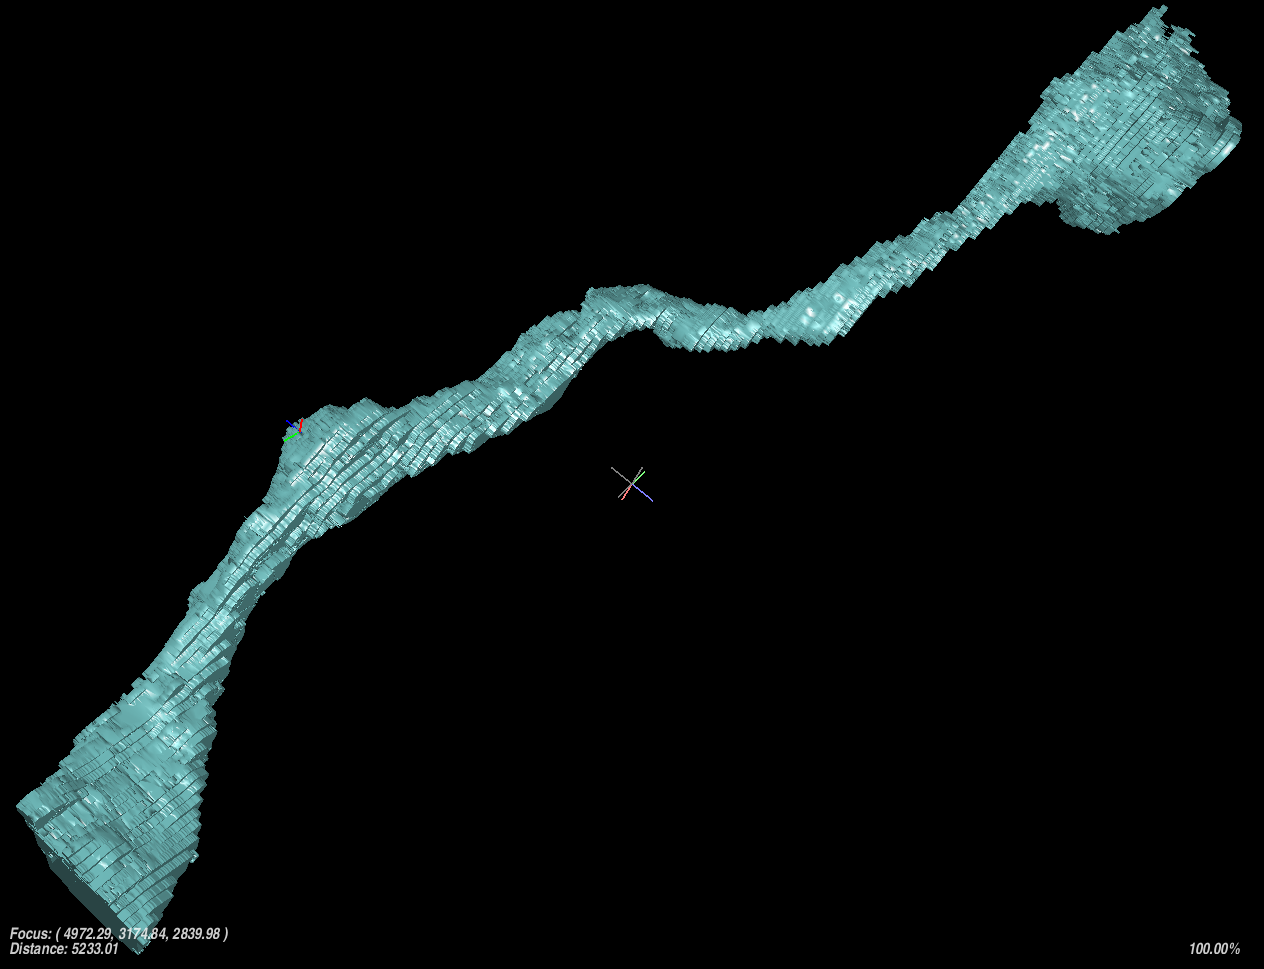 Focus: ( 4972.29, 3174.84, 2839.98 )
Distance: 5233.01
100.00%